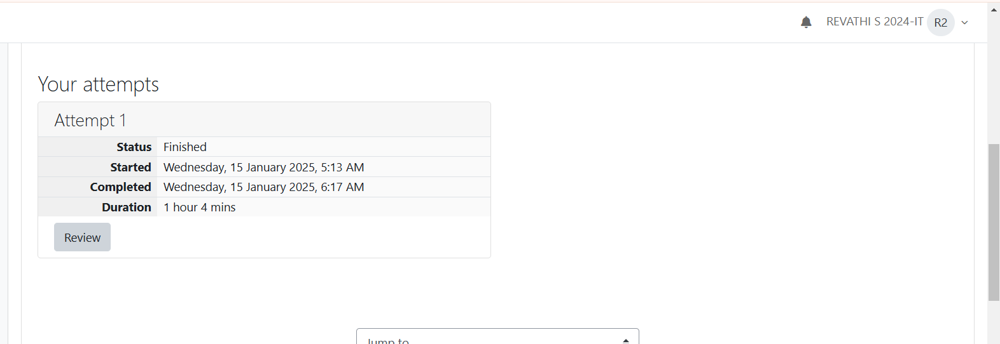 REVATHI S 2024-IT R2
Your attempts
Attempt 1
Status Finished
Started Wednesday, 15 January 2025, 5:13 AM
Completed Wednesday, 15 January 2025, 6:17 AM
Duration 1 hour 4 mins
Review
Jump to...